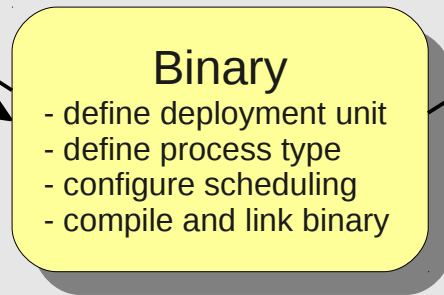 Binary
- define deployment unit
- define process type
- configure scheduling
- compile and link binary